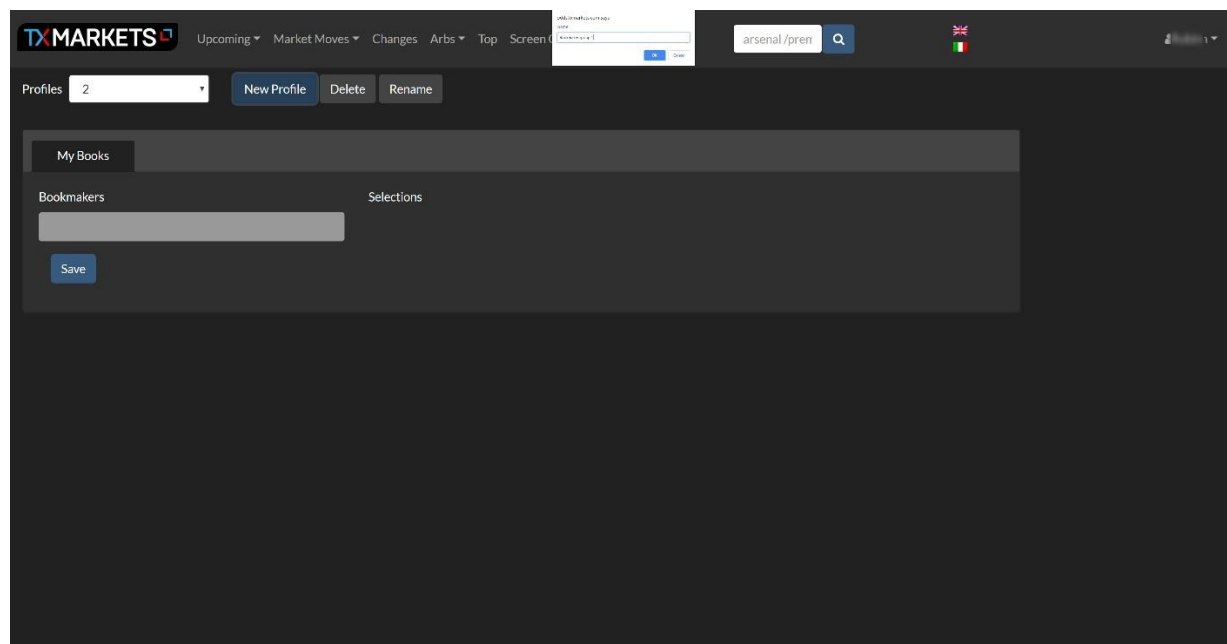 TXMARKETS
Upcoming Market Moves Changes Arbs Top Screen
arsenal /prem
Profiles 2 New Profile Delete Rename
My Books
Bookmakers Selections
Save